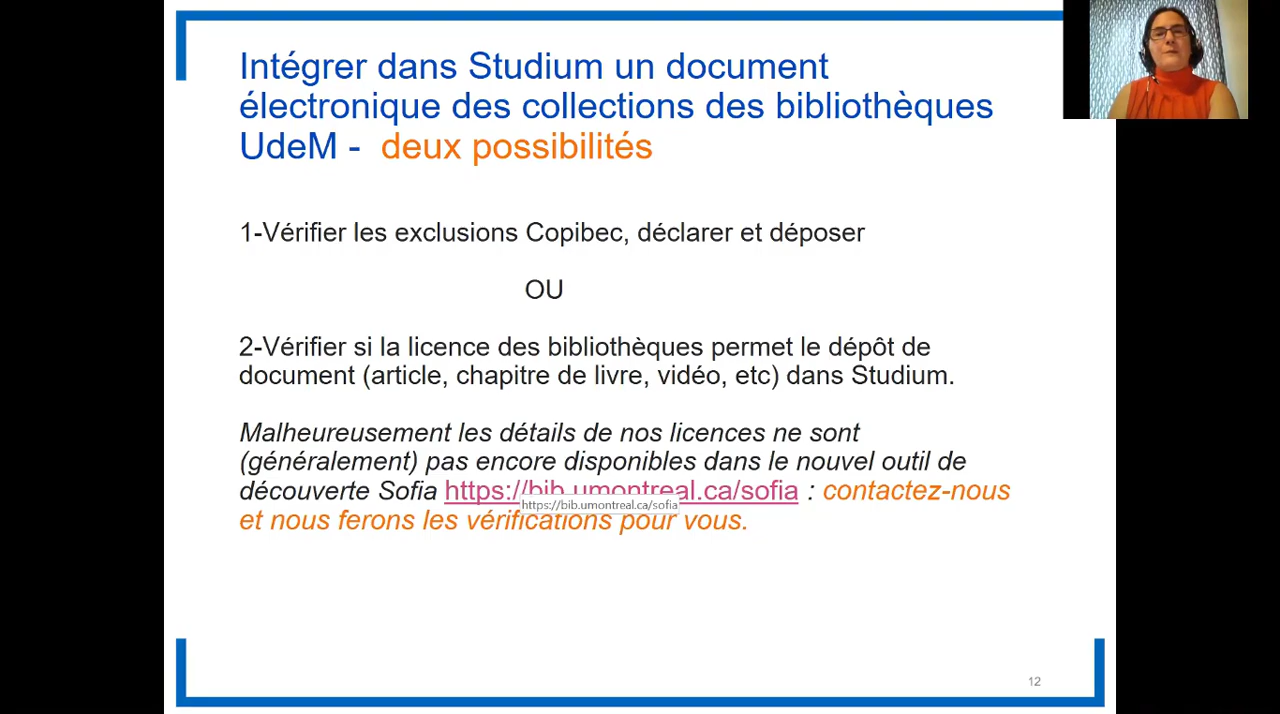 Intégrer dans Studium un document
électronique des collections des bibliothèques
UdeM - deux possibilités
1-Vérifier les exclusions Copibec, déclarer et déposer
OU
2-Vérifier si la licence des bibliothèques permet le dépôt de
document (article, chapitre de livre, vidéo, etc) dans Studium.
Malheureusement les détails de nos licences ne sont
(généralement) pas encore disponibles dans le nouvel outil de
découverte Sofia https://bib.umontreal.ca/sofia : contactez-nous
https://bib.umontreal.ca/sofia
et nous ferons les vérifications pour vous.
12